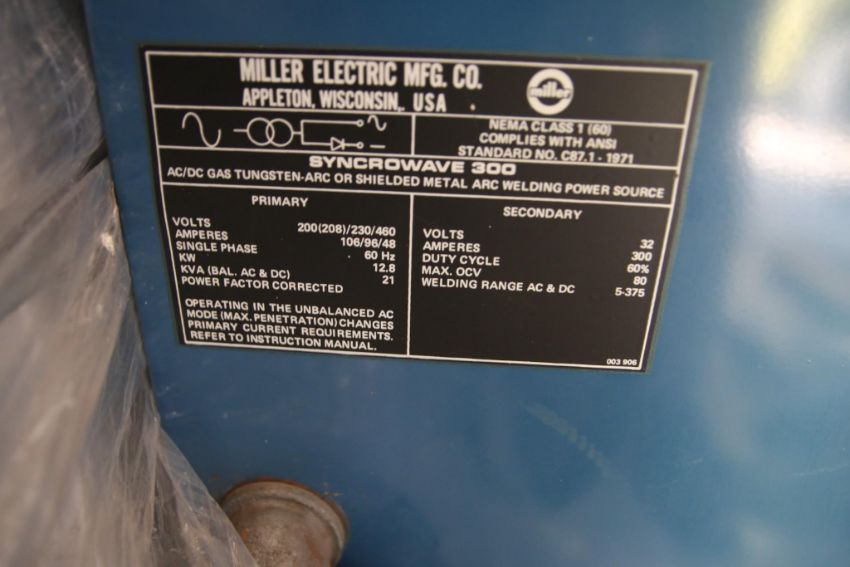 MILLER ELECTRIC MFG. CO.
miller
APPLETON, WISCONSIN, USA
NEMA CLASS 1 (60)
COMPLIES WITH ANSI
STANDARD NO. C87.1 - 1971
SYNCROWAVE 300
AC/DC GAS TUNGSTEN-ARC OR SHIELDED METAL ARC WELDING POWER SOURCE
PRIMARY
VOLTS 200(208)/230/460
AMPERES 106/96/48
SINGLE PHASE 60 Hz
KW 12.8
KVA (BAL. AC & DC) 21
POWER FACTOR CORRECTED
OPERATING IN THE UNBALANCED AC
MODE (MAX. PENETRATION) CHANGES
PRIMARY CURRENT REQUIREMENTS.
REFER TO INSTRUCTION MANUAL.
SECONDARY
VOLTS 32
AMPERES 300
DUTY CYCLE 60%
MAX. OCV 80
WELDING RANGE AC & DC 5-375
003 906